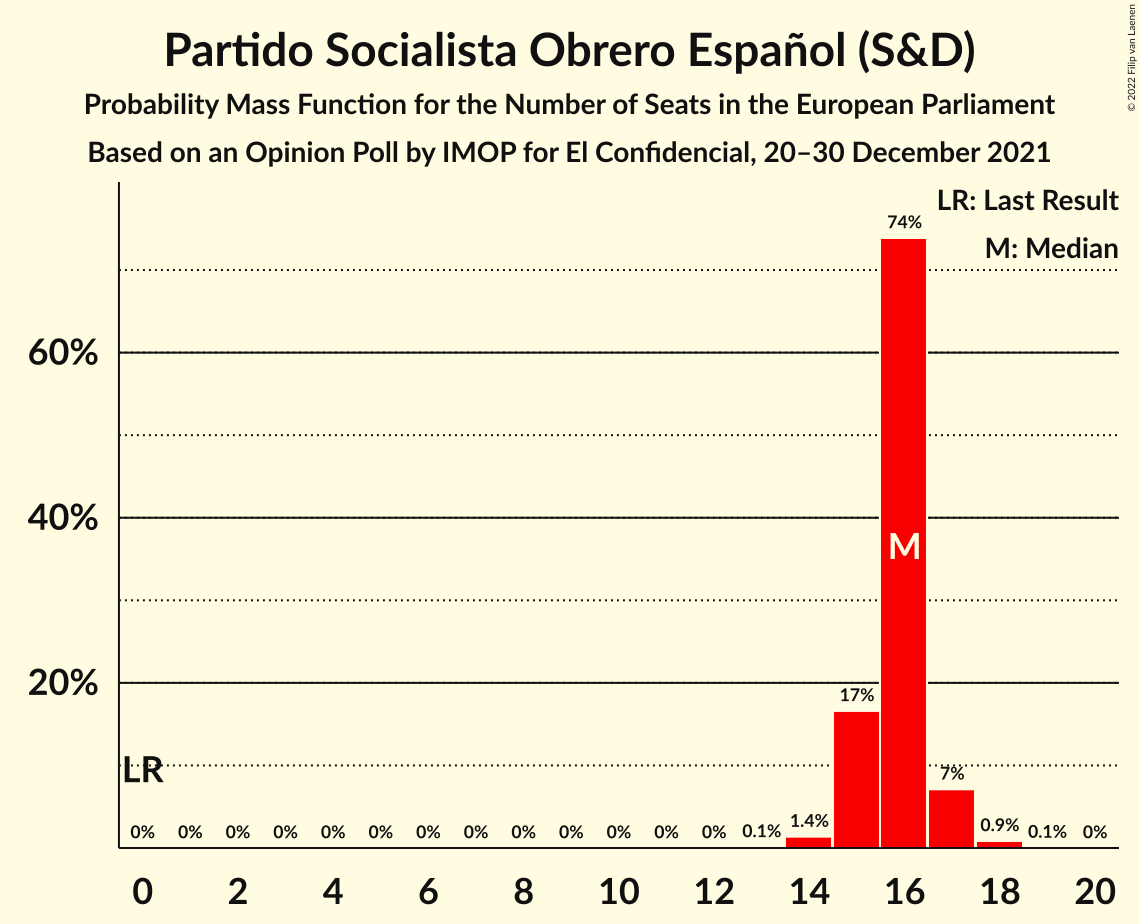 Partido Socialista Obrero Español (S&D)
Probability Mass Function for the Number of Seats in the European Parliament
Based on an Opinion Poll by IMOP for El Confidencial, 20–30 December 2021
© 2022 Filip van Laenen
LR: Last Result
M: Median
74%
60%
40%
M
20%
17%
LR
7%
0% 0% 0% 0% 0% 0% 0% 0% 0% 0% 0% 0% 0% 0.1% 1.4% 0.9% 0.1% 0%
0 2 4 6 8 10 12 14 16 18 20